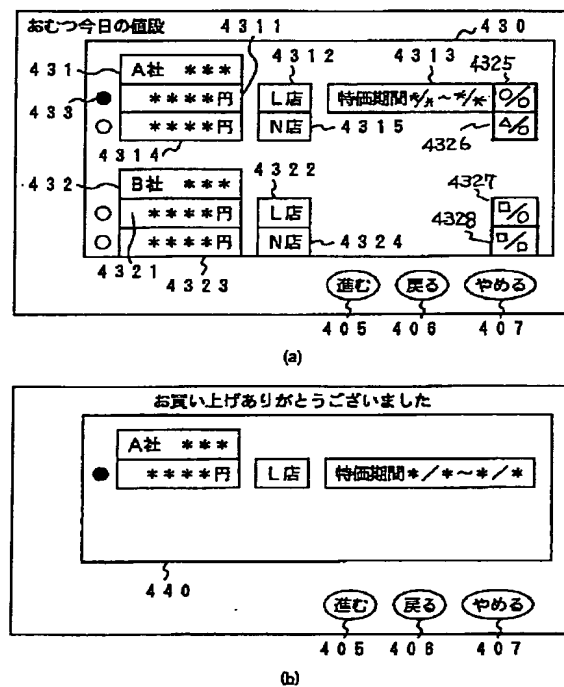 おむつ今日の値段 4311 430
4312 4313 4325
431 A社 ***
433 ● ****円 L店 特価期間*/*~*/* ○/○
○ ****円 N店 4315 △/○
4314 4326
432 4322 4327
B社 *** 4328
○ ****円 L店 □/○
○ ****円 N店 4324 □/□
4321 4323
進む 戻る やめる
405 406 407
(a)
お買い上げありがとうございました
A社 ***
● ****円 L店 特価期間*/*~*/*
440
進む 戻る やめる
405 406 407
(b)